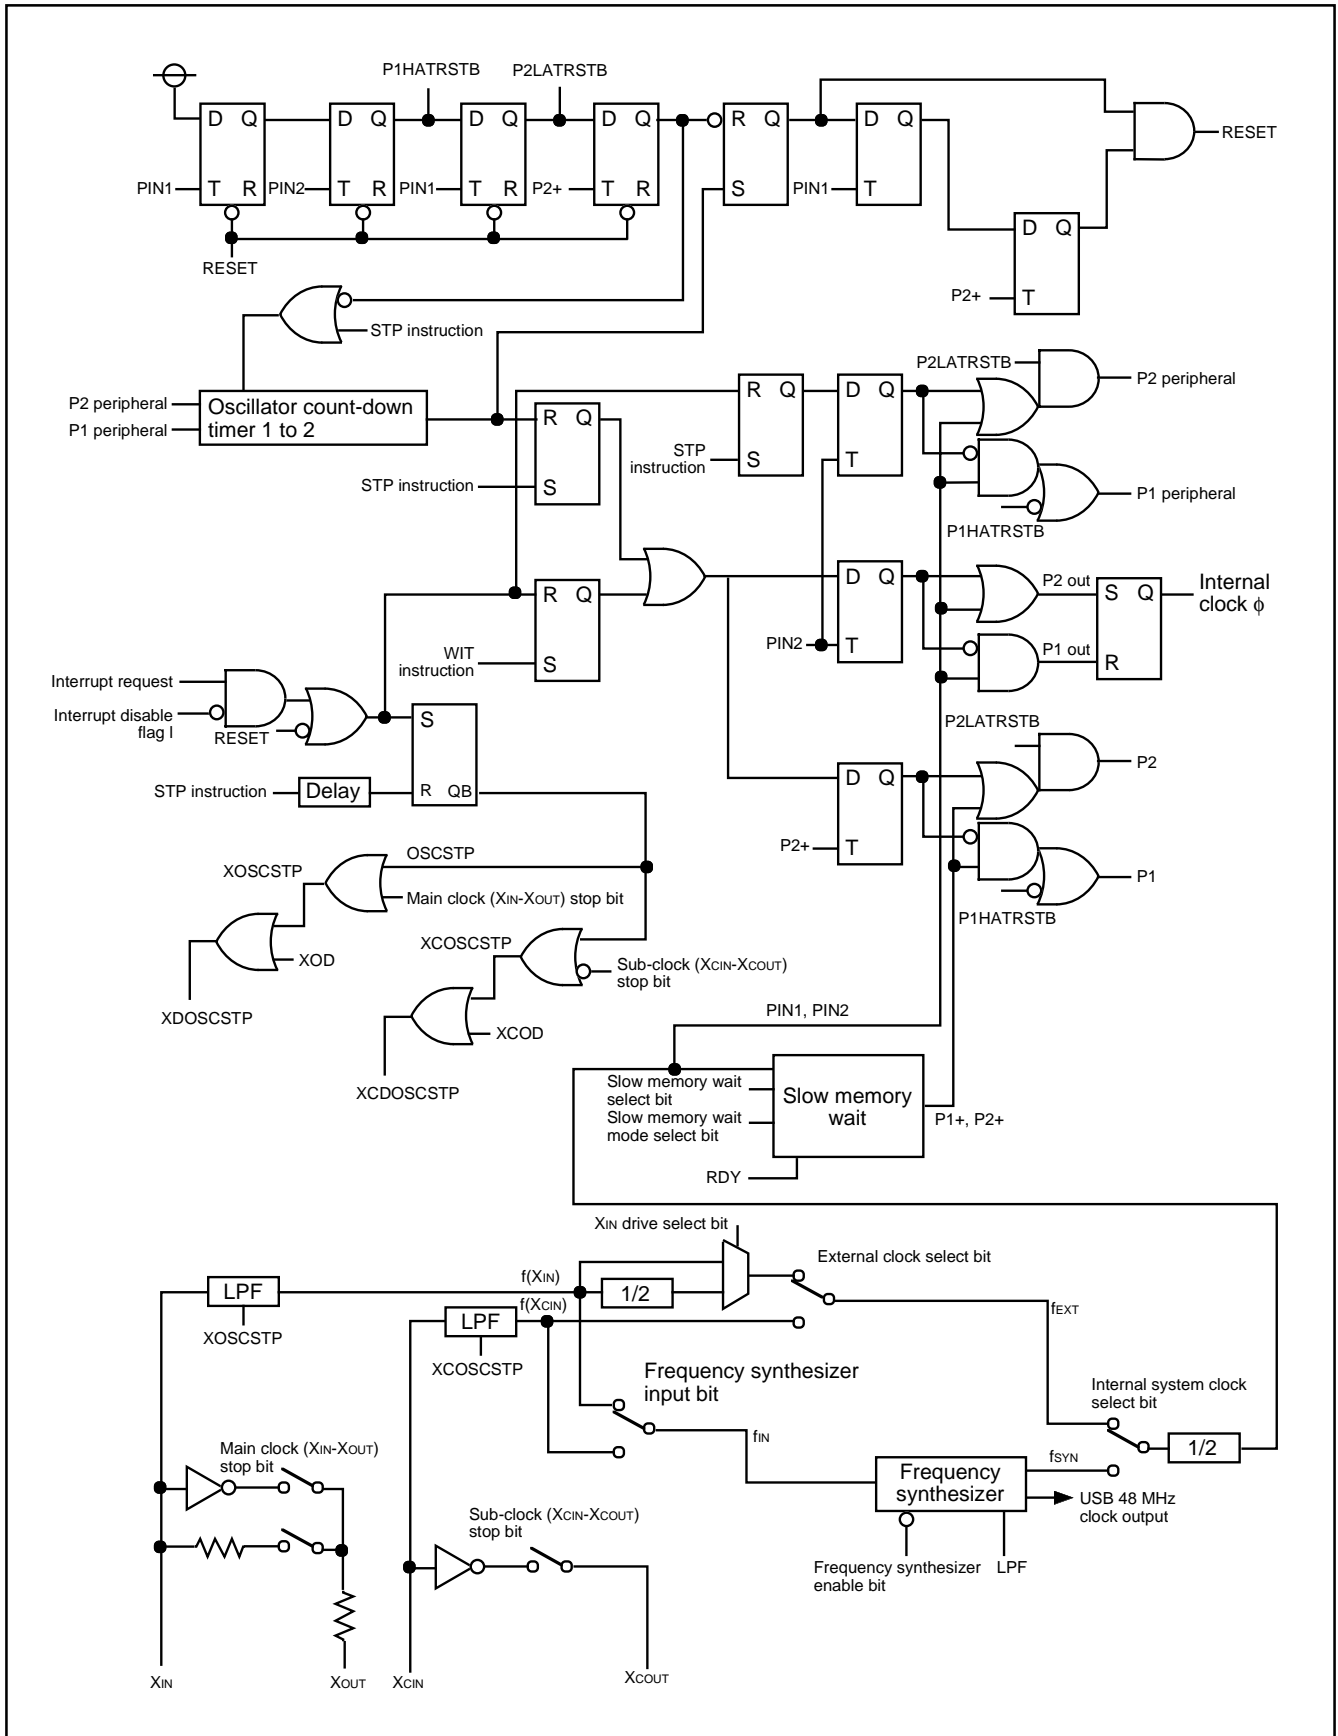 P1HATRSTB P2LATRSTB
D Q D Q D Q D Q R Q D Q
RESET
PIN1 T R PIN2 T R PIN1 T R P2+ T R S PIN1 T
RESET
D Q
P2+ T
STP instruction
P2LATRSTB
P2 peripheral
P2 peripheral
P1 peripheral
Oscillator count-down
timer 1 to 2
R Q
S
STP instruction
R Q
S
STP
instruction
D Q
T
P1 peripheral
P1HATRSTB
R Q
S
WIT
instruction
D Q
T
PIN2
P2 out
P1 out
S Q
R
Internal
clock ϕ
Interrupt request
Interrupt disable
flag I
RESET
S
R QB
STP instruction
Delay
P2LATRSTB
P2
D Q
T
P2+
P1
P1HATRSTB
OSCSTP
XOSCSTP
Main clock (XIN-XOUT) stop bit
XOD
XDOSCSTP
XCOSCSTP
Sub-clock (XCIN-XCOUT)
stop bit
XCOD
XCDOSCSTP
PIN1, PIN2
Slow memory wait
select bit
Slow memory wait
mode select bit
Slow memory
wait
P1+, P2+
RDY
XIN drive select bit
External clock select bit
LPF
XOSCSTP
f(XIN)
1/2
f(XCIN)
LPF
XCOSCSTP
fEXT
Frequency synthesizer
input bit
fIN
Internal system clock
select bit
1/2
fSYN
Frequency
synthesizer
USB 48 MHz
clock output
Frequency synthesizer
enable bit
LPF
Main clock (XIN-XOUT)
stop bit
Sub-clock (XCIN-XCOUT)
stop bit
XIN XOUT XCIN XCOUT